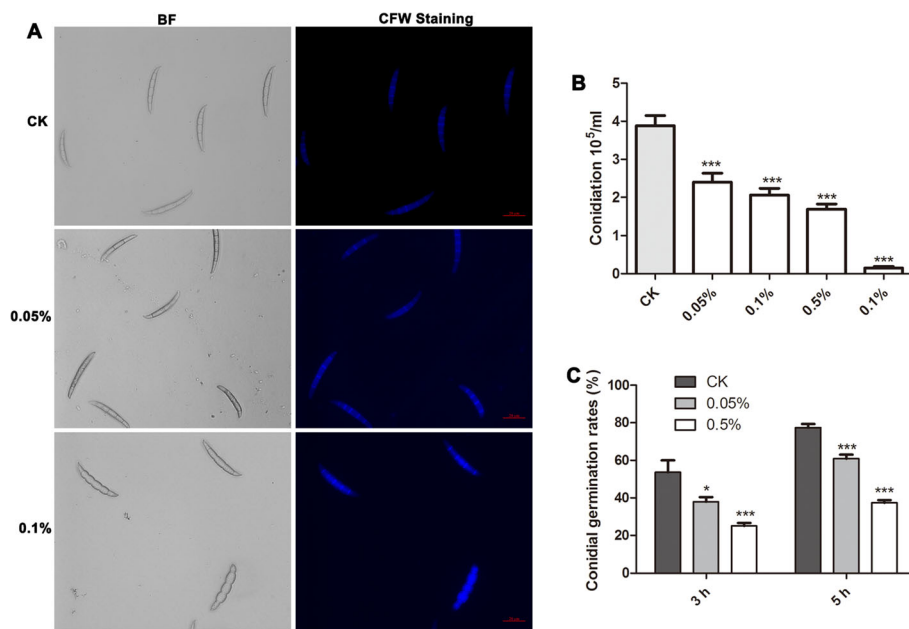 A
BF
CFW Staining
CK
0.05%
0.1%
B
Conidiation 10⁵/ml
5
4
3
2
1
0
***
***
***
***
CK
0.05%
0.1%
0.5%
0.1%
C
Conidial germination rates (%)
100
80
60
40
20
0
CK
0.05%
0.5%
*
***
***
***
3 h
5 h